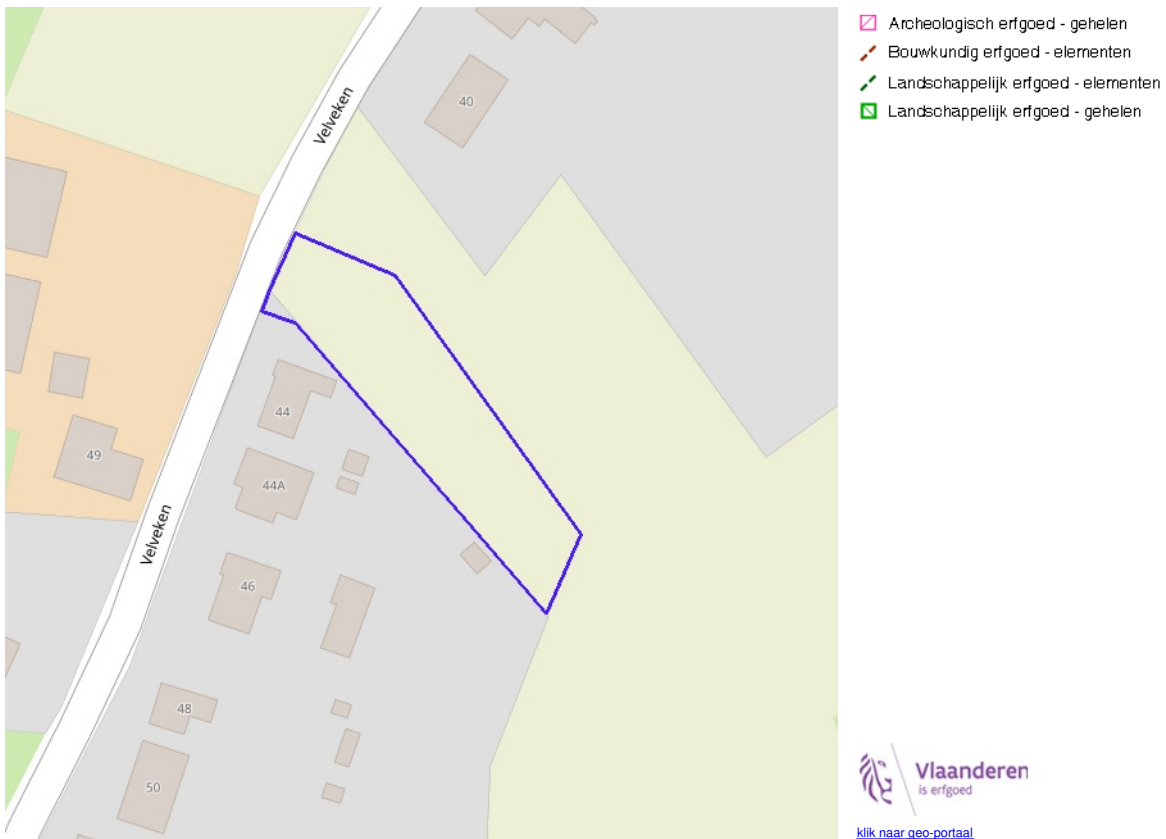 Archeologisch erfgoed - gehelen
Bouwkundig erfgoed - elementen
Landschappelijk erfgoed - elementen
Landschappelijk erfgoed - gehelen
40
Velveken
44
49
44A
Velveken
46
48
50
Vlaanderen
is erfgoed
klik naar geo-portaal